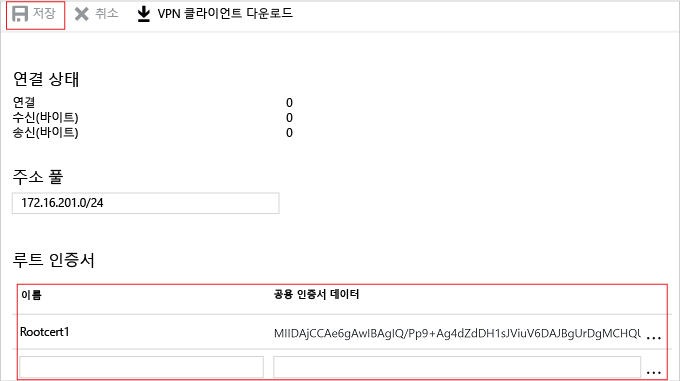 저장 취소 VPN 클라이언트 다운로드
연결 상태
연결 0
수신(바이트) 0
송신(바이트) 0
주소 풀
172.16.201.0/24
루트 인증서
이름 공용 인증서 데이터
Rootcert1 MIIDAjCCAe6gAwIBAgIQ/Pp9+Ag4dZdDH1sJViuV6DAJBgUrDgMCHQU ...
...